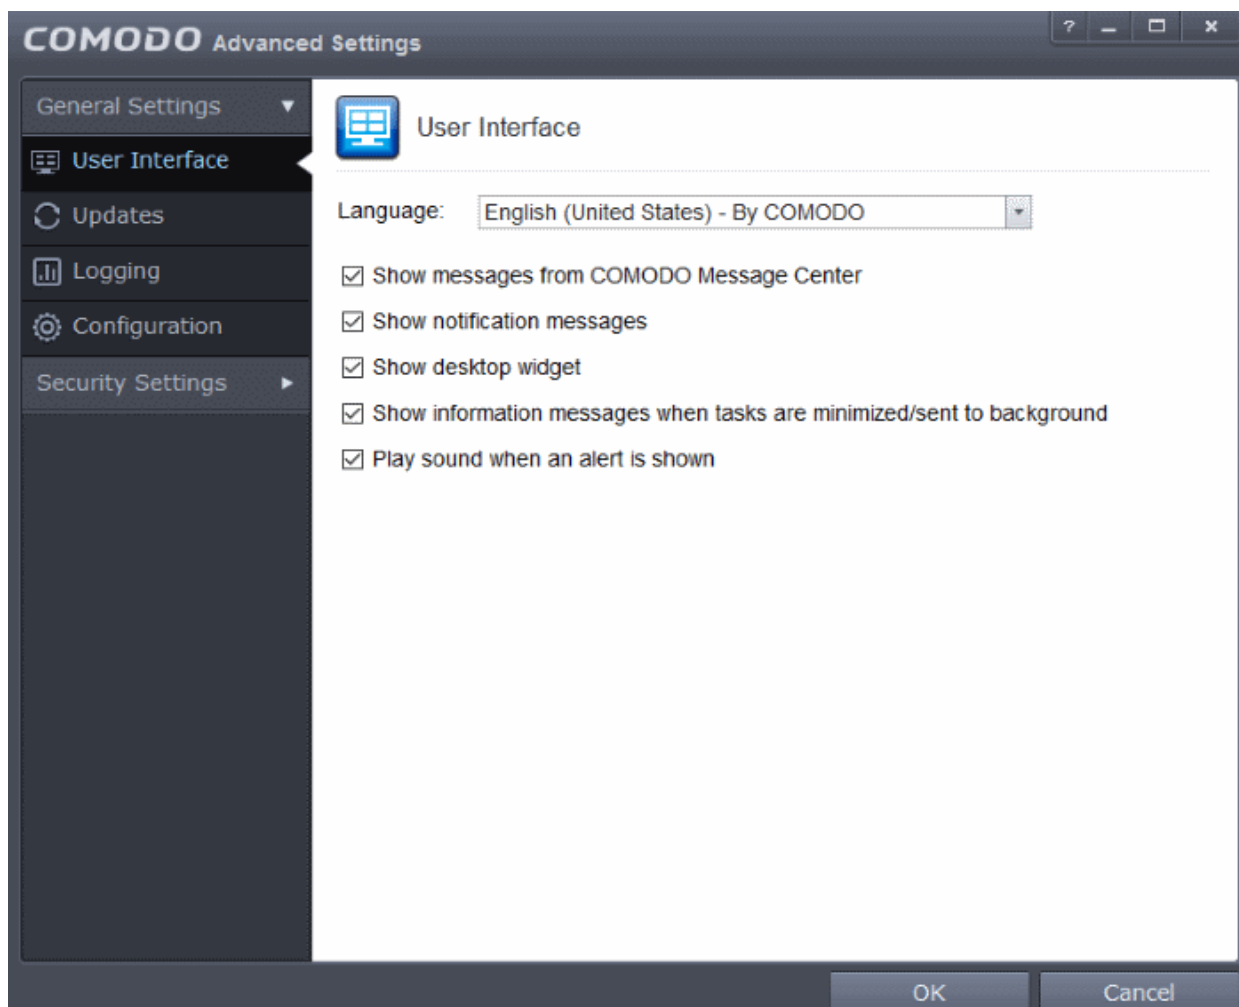 COMODO Advanced Settings
?
General Settings
User Interface
Updates
Logging
Configuration
Security Settings
User Interface
Language: English (United States) - By COMODO
Show messages from COMODO Message Center
Show notification messages
Show desktop widget
Show information messages when tasks are minimized/sent to background
Play sound when an alert is shown
OK Cancel